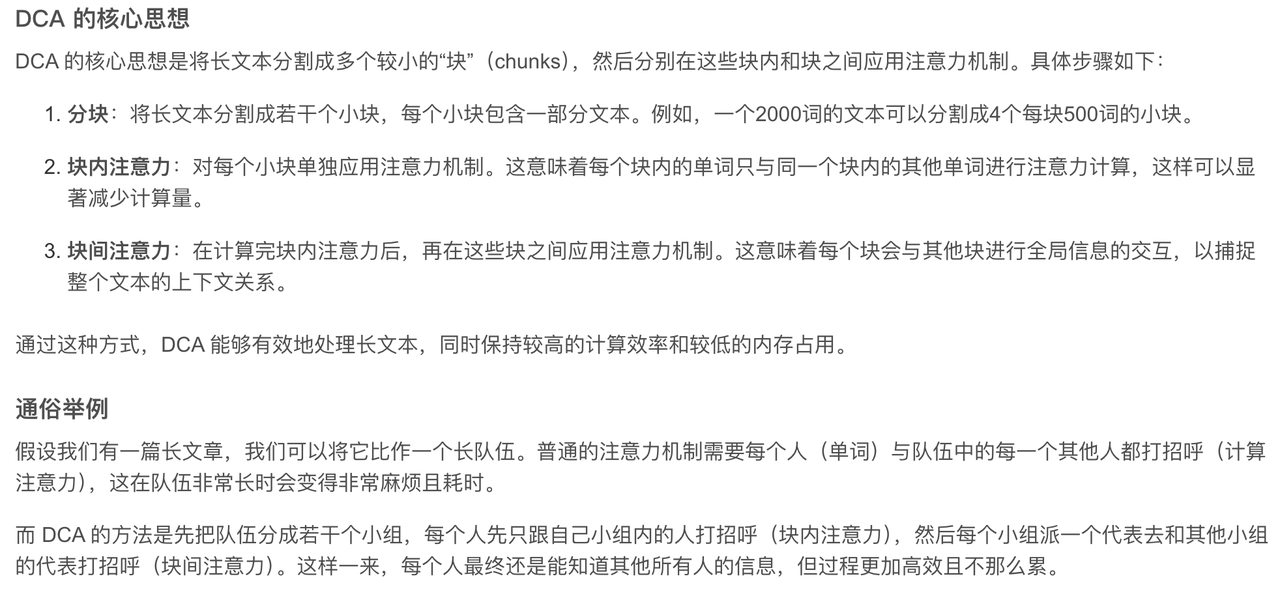 DCA 的核心思想
DCA 的核心思想是将长文本分割成多个较小的“块”（chunks），然后分别在这些块内和块之间应用注意力机制。具体步骤如下：
1. 分块：将长文本分割成若干个小块，每个小块包含一部分文本。例如，一个2000词的文本可以分割成4个每块500词的小块。
2. 块内注意力：对每个小块单独应用注意力机制。这意味着每个块内的单词只与同一个块内的其他单词进行注意力计算，这样可以显
著减少计算量。
3. 块间注意力：在计算完块内注意力后，再在这些块之间应用注意力机制。这意味着每个块会与其他块进行全局信息的交互，以捕捉
整个文本的上下文关系。
通过这种方式，DCA 能够有效地处理长文本，同时保持较高的计算效率和较低的内存占用。
通俗举例
假设我们有一篇长文章，我们可以将它比作一个长队伍。普通的注意力机制需要每个人（单词）与队伍中的每一个其他人都打招呼（计算
注意力），这在队伍非常长时会变得非常麻烦且耗时。
而 DCA 的方法是先把队伍分成若干个小组，每个人先只跟自己小组内的人打招呼（块内注意力），然后每个小组派一个代表去和其他小组
的代表打招呼（块间注意力）。这样一来，每个人最终还是能知道其他所有人的信息，但过程更加高效且不那么累。